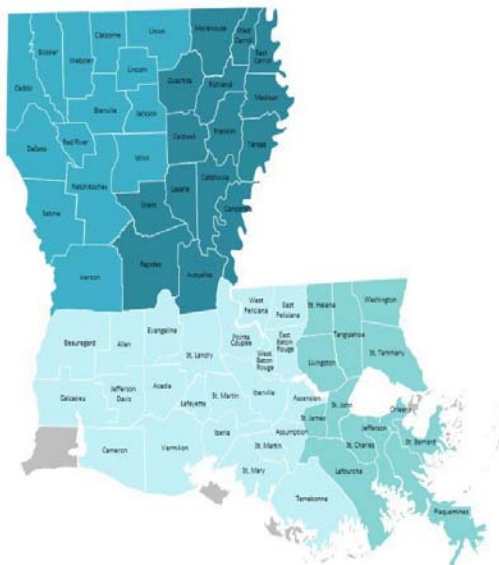 Union
Morehouse
West
Carroll
East
Carroll
Claiborne
Bossier
Webster
Lincoln
Caddo
Ouachita
Richland
Madison
Bienville
Jackson
Caldwell
Franklin
Tensas
Red River
DeSoto
Winn
Natchitoches
Catahoula
Lasalle
Grant
Concordia
Sabine
Vernon
Rapides
Avoyelles
West
Feliciana
East
Feliciana
St. Helena
Washington
Evangeline
Tangipahoa
Beauregard
Allen
Pointe
Coupee
East
Baton
Rouge
St. Landry
West
Baton
Rouge
Livingston
St. Tammany
Jefferson
Davis
Acadia
Calcasieu
St. Martin
Iberville
Lafayette
Ascension
St. John
Orleans
St. James
Jefferson
Iberia
Assumption
St. Bernard
St. Charles
Cameron
Vermilion
St. Martin
St. Mary
Lafourche
Terrebonne
Plaquemines